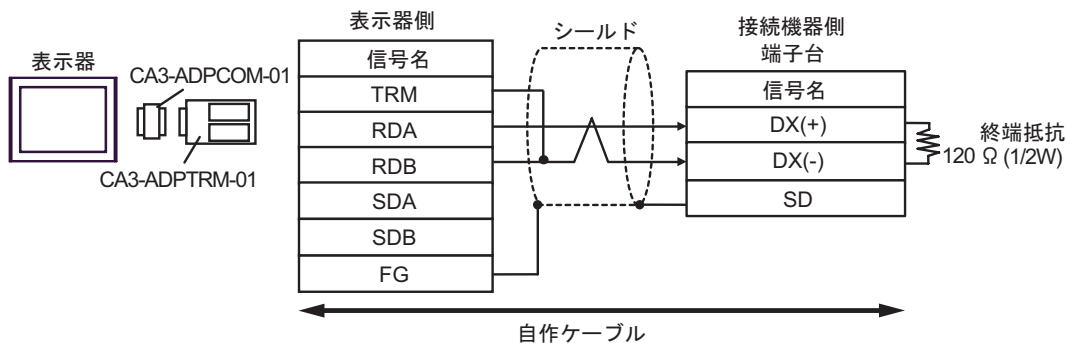 表示器
CA3-ADPCOM-01
CA3-ADPTRM-01
表示器側
信号名
TRM
RDA
RDB
SDA
SDB
FG
シールド
接続機器側
端子台
信号名
DX(+)
DX(-)
SD
終端抵抗
120 Ω (1/2W)
自作ケーブル